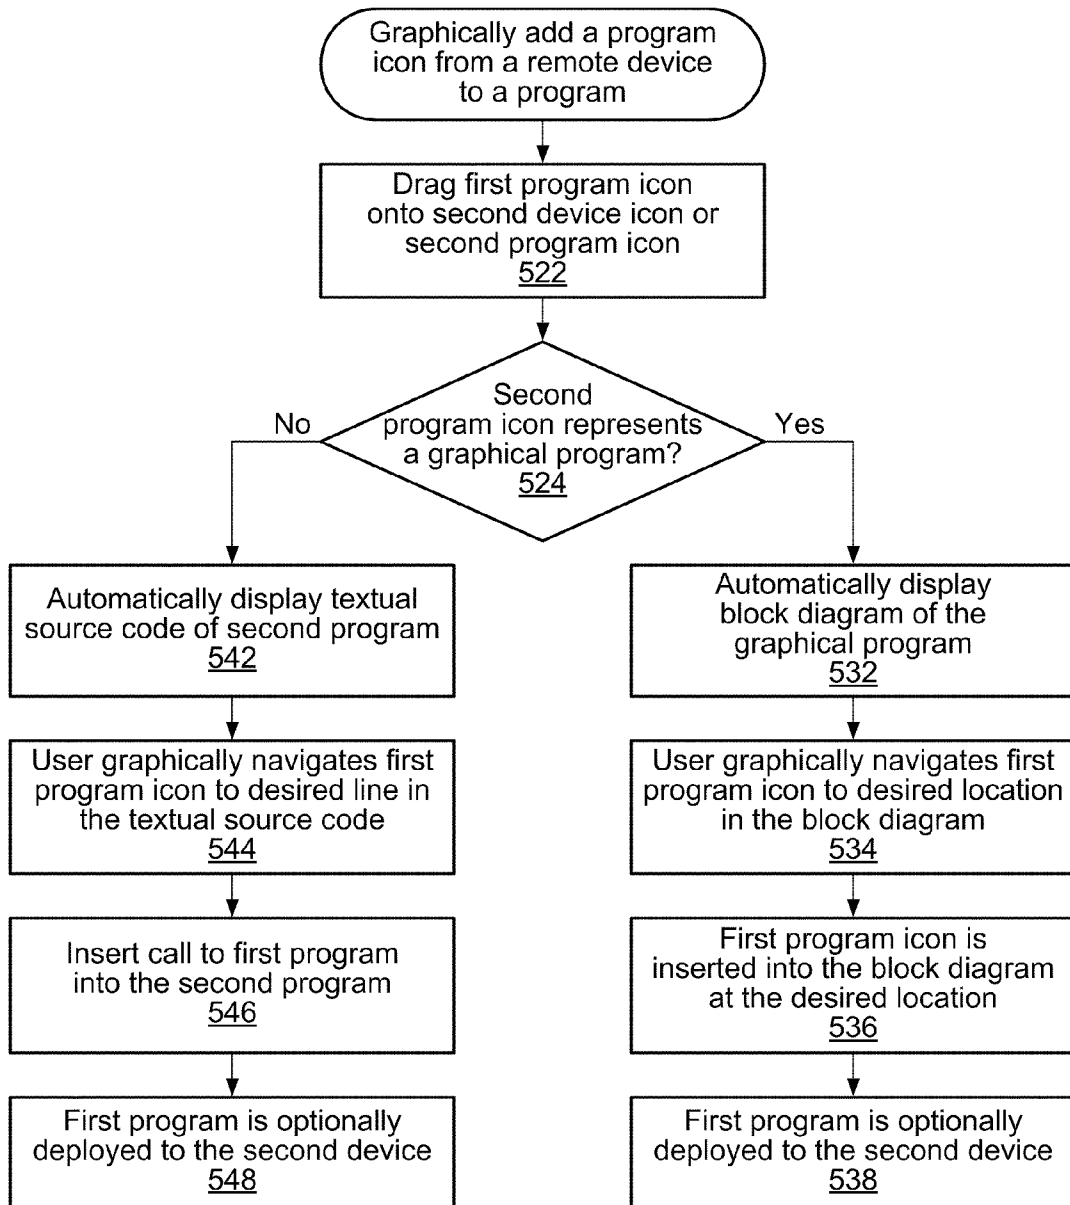 Graphically add a program
icon from a remote device
to a program
Drag first program icon
onto second device icon or
second program icon
522
Second
program icon represents
a graphical program?
524
No
Yes
Automatically display textual
source code of second program
542
User graphically navigates first
program icon to desired line in
the textual source code
544
Insert call to first program
into the second program
546
First program is optionally
deployed to the second device
548
Automatically display
block diagram of the
graphical program
532
User graphically navigates first
program icon to desired location
in the block diagram
534
First program icon is
inserted into the block diagram
at the desired location
536
First program is optionally
deployed to the second device
538